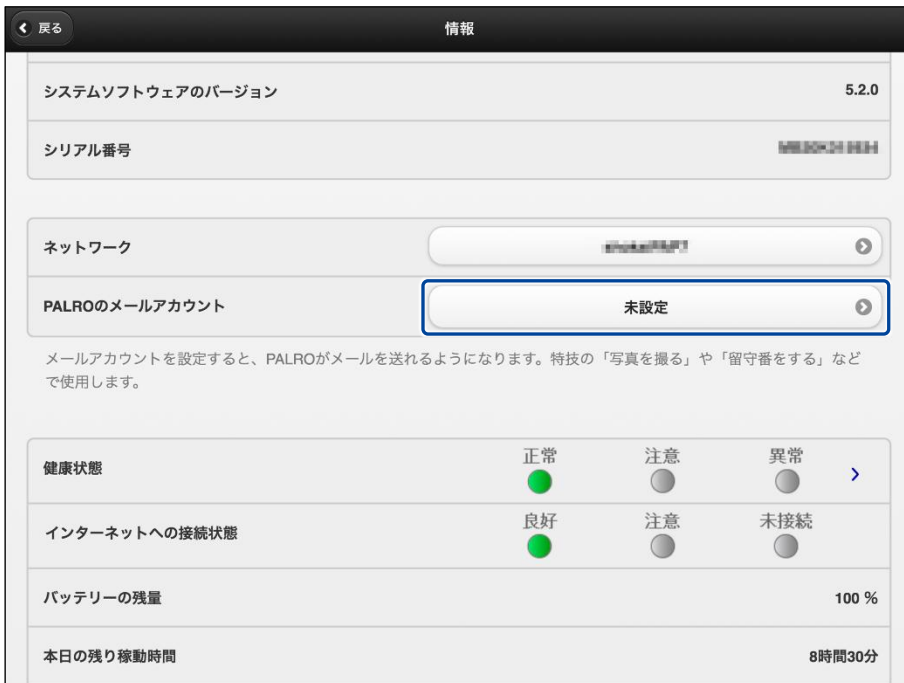 戻る
情報
システムソフトウェアのバージョン
5.2.0
シリアル番号
ネットワーク
PALROのメールアカウント
未設定
メールアカウントを設定すると、PALROがメールを送れるようになります。特技の「写真を撮る」や「留守番をする」など
で使用します。
健康状態
正常 注意 異常
インターネットへの接続状態
良好 注意 未接続
バッテリーの残量
100 %
本日の残り稼動時間
8時間30分